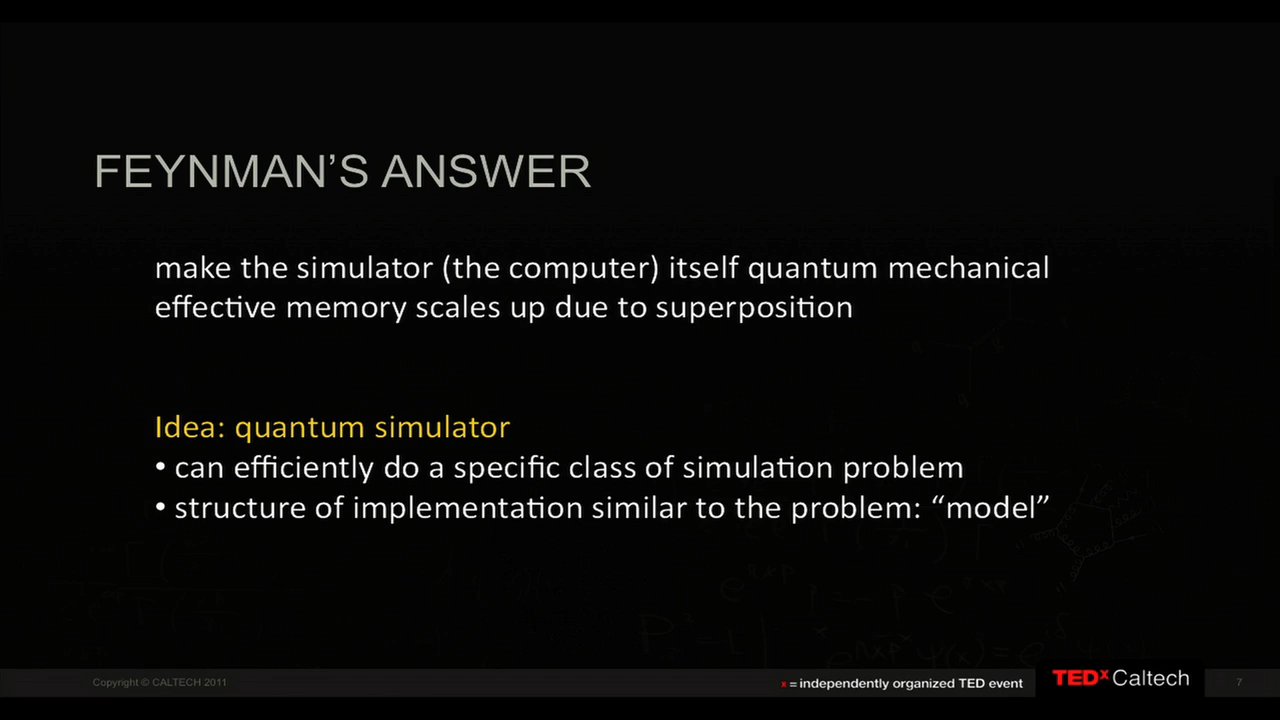 FEYNMAN’S ANSWER
make the simulator (the computer) itself quantum mechanical
effective memory scales up due to superposition
Idea: quantum simulator
• can efficiently do a specific class of simulation problem
• structure of implementation similar to the problem: “model”
Copyright © CALTECH 2011
x = independently organized TED event
TEDx Caltech
7